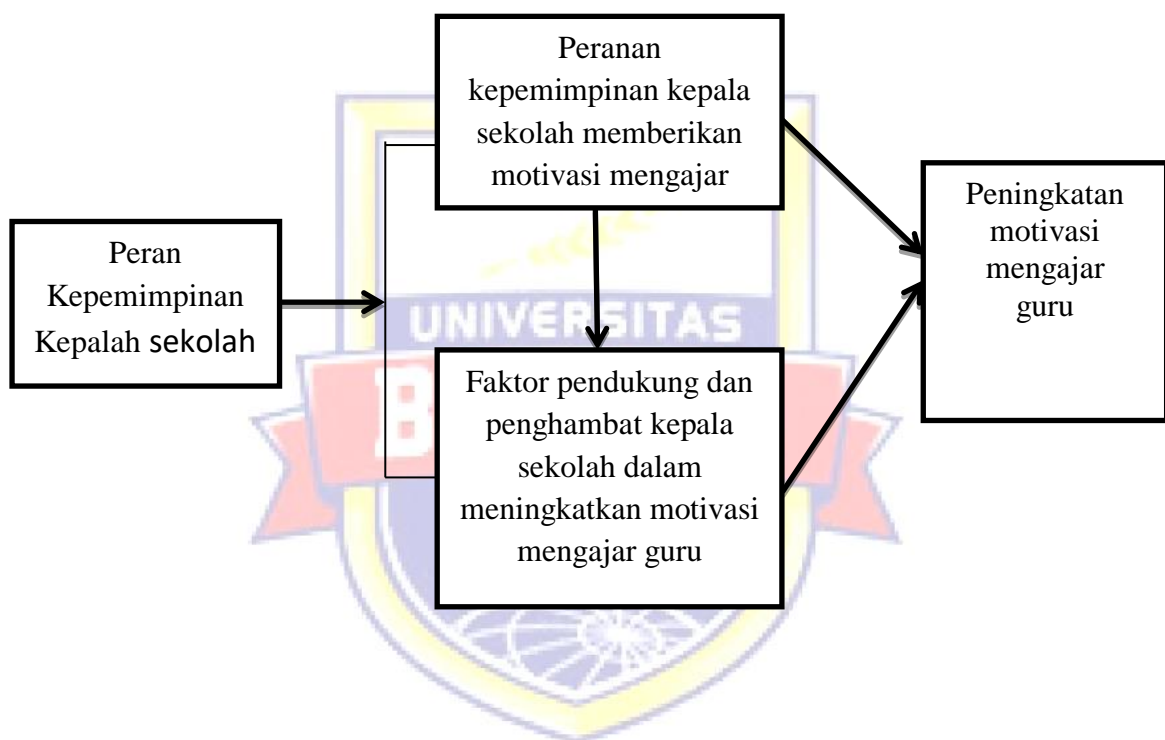 Peranan
kepemimpinan kepala
sekolah memberikan
motivasi mengajar
Peran
Kepemimpinan
Kepalah sekolah
Peningkatan
motivasi
mengajar
guru
UNIVERSITAS
Faktor pendukung dan
penghambat kepala
sekolah dalam
meningkatkan motivasi
mengajar guru